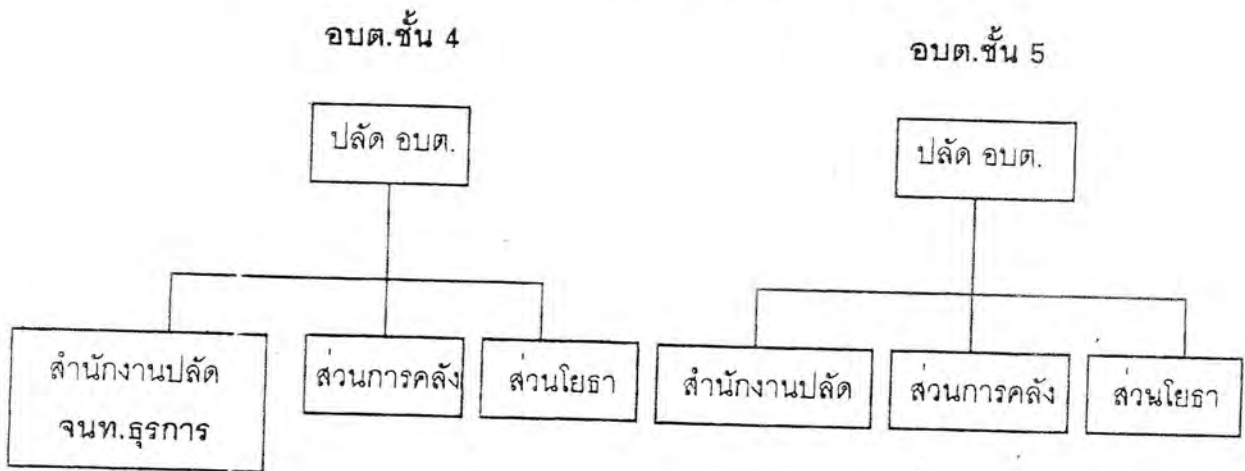 อบต.ชั้น 4
ปลัด อบต.
สำนักงานปลัด
จนท.ธุรการ
ส่วนการคลัง
ส่วนโยธา
อบต.ชั้น 5
ปลัด อบต.
สำนักงานปลัด
ส่วนการคลัง
ส่วนโยธา